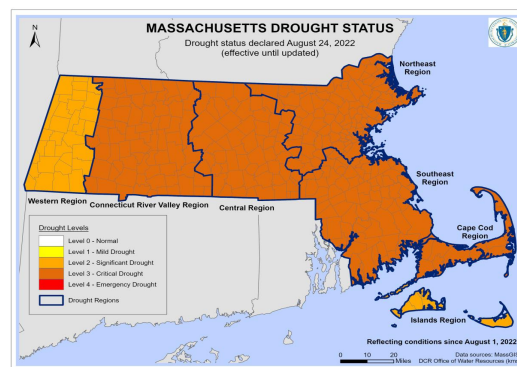 MASSACHUSETTS DROUGHT STATUS
Drought status declared August 24, 2022
(effective until updated)
N
Northeast
Region
Southeast
Region
Cape Cod
Region
Western Region
Connecticut River Valley Region
Central Region
Islands Region
Drought Levels
Level 0 - Normal
Level 1 - Mild Drought
Level 2 - Significant Drought
Level 3 - Critical Drought
Level 4 - Emergency Drought
Drought Regions
Reflecting conditions since August 1, 2022
0 10 20
Miles
Data sources: MassGIS
DCR Office of Water Resources